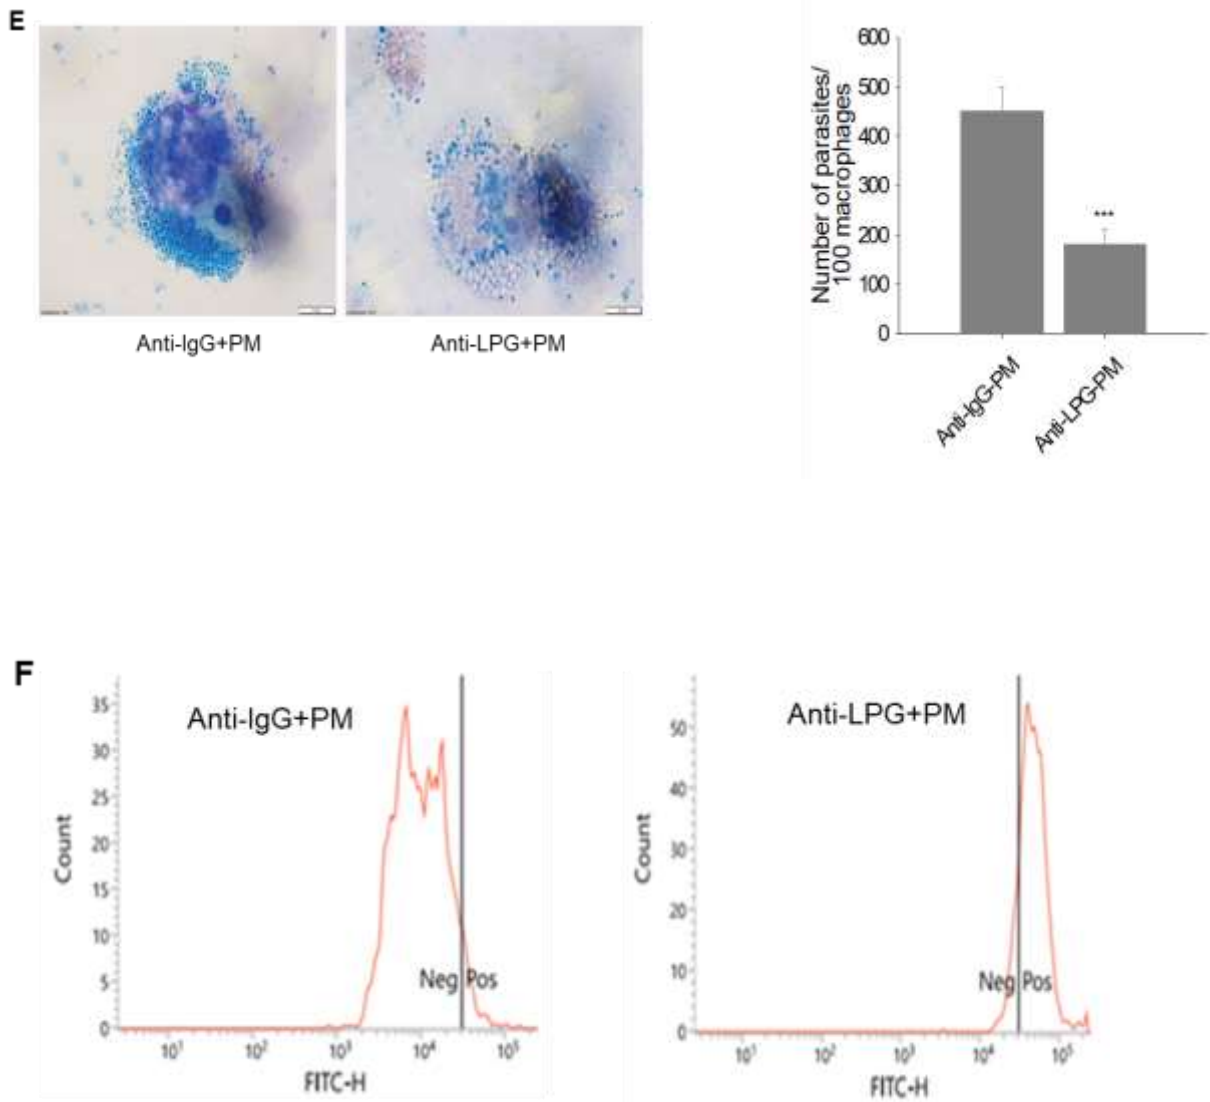 E
Anti-IgG+PM
Anti-LPG+PM
Number of parasites/
100 macrophages
600
500
400
300
200
100
0
***
Anti-IgG-PM
Anti-LPG-PM
F
Anti-IgG+PM
Count
35
30
25
20
15
10
5
0
Neg Pos
10¹ 10² 10³ 10⁴ 10⁵
FITC-H
Anti-LPG+PM
Count
50
40
30
20
10
0
Neg Pos
10¹ 10² 10³ 10⁴ 10⁵
FITC-H